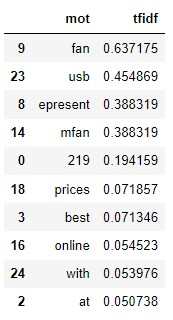 mot tfidf
9 fan 0.637175
23 usb 0.454869
8 epresent 0.388319
14 mfan 0.388319
0 219 0.194159
18 prices 0.071857
3 best 0.071346
16 online 0.054523
24 with 0.053976
2 at 0.050738